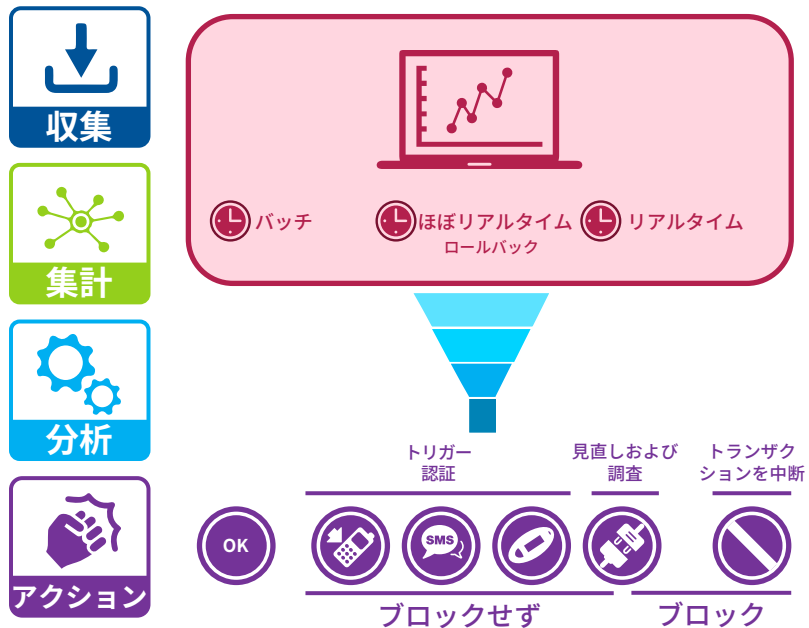 収集
集計
分析
アクション
バッチ
ほぼリアルタイム
ロールバック
リアルタイム
トリガー
認証
見直しおよび
調査
トランザク
ションを中断
OK
SMS
ブロックせず
ブロック